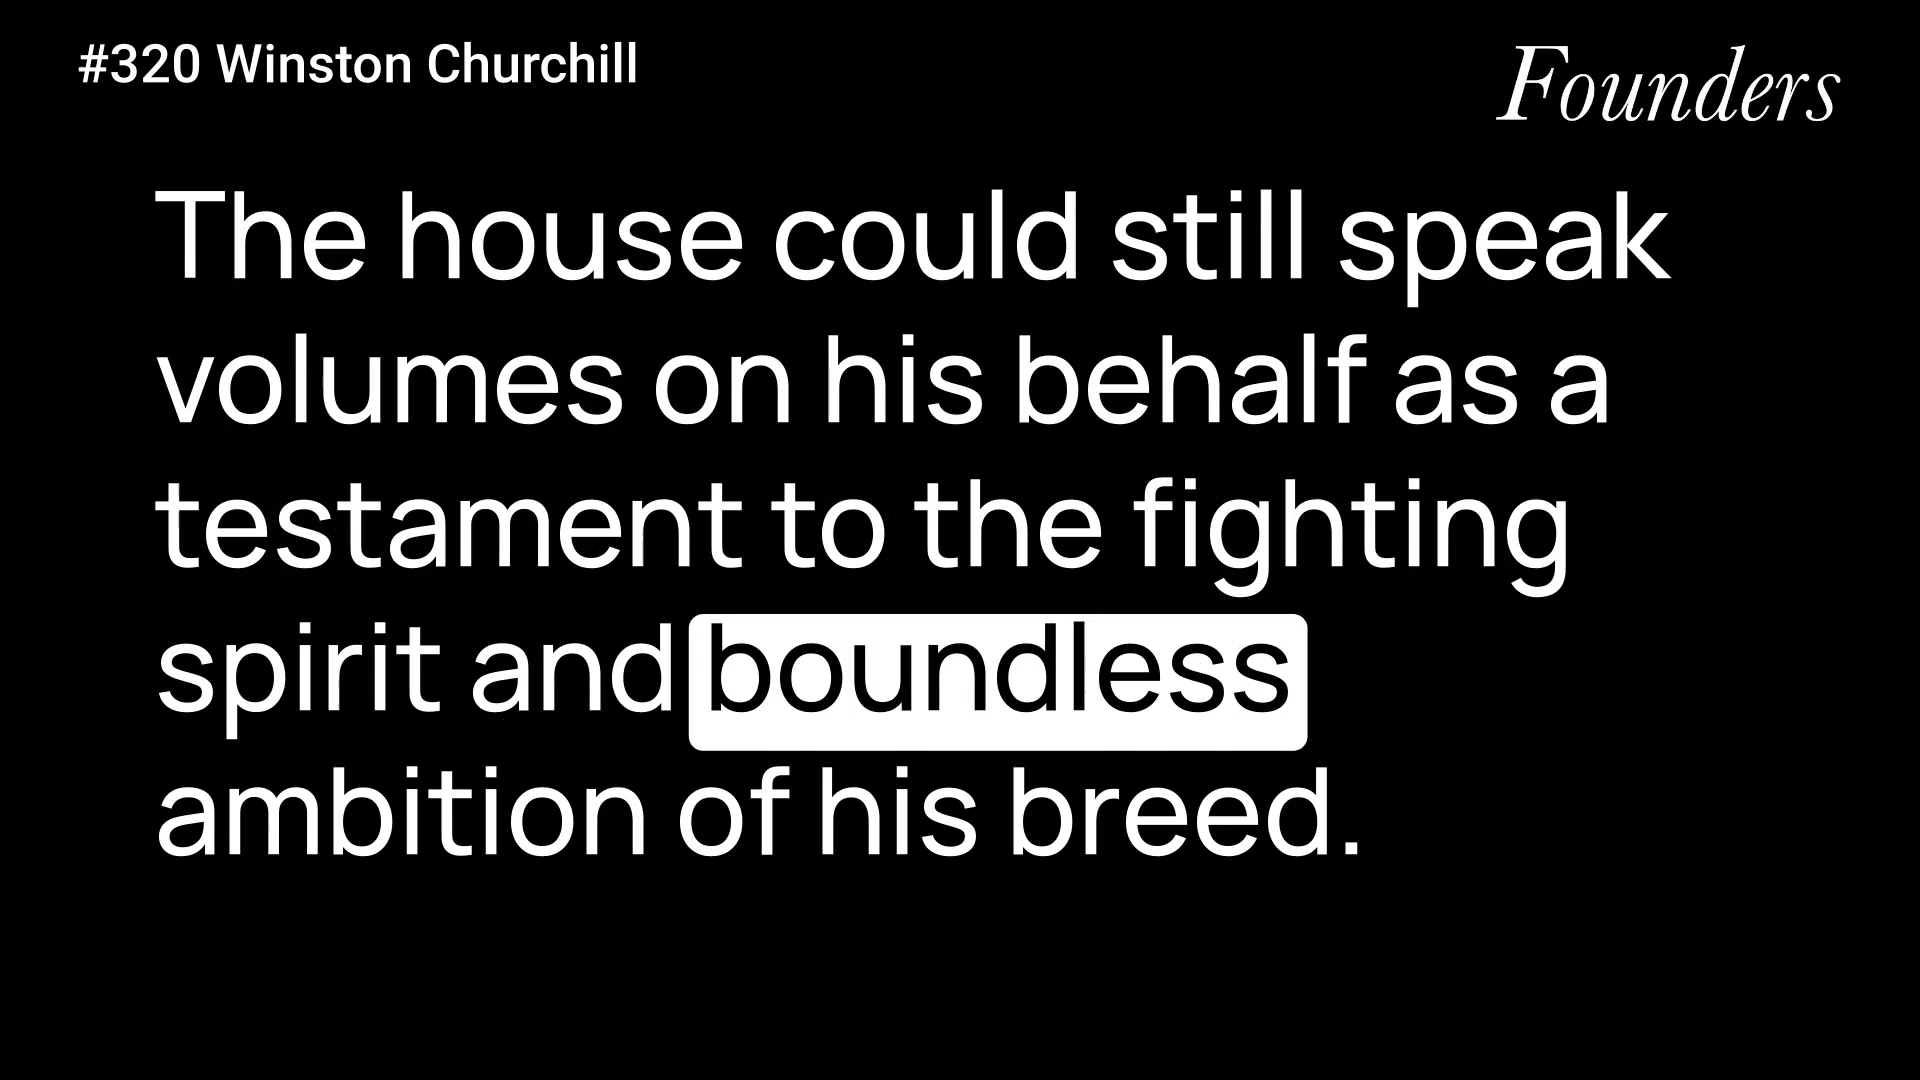 #320 Winston Churchill
Founders
The house could still speak
volumes on his behalf as a
testament to the fighting
spirit and boundless
ambition of his breed.